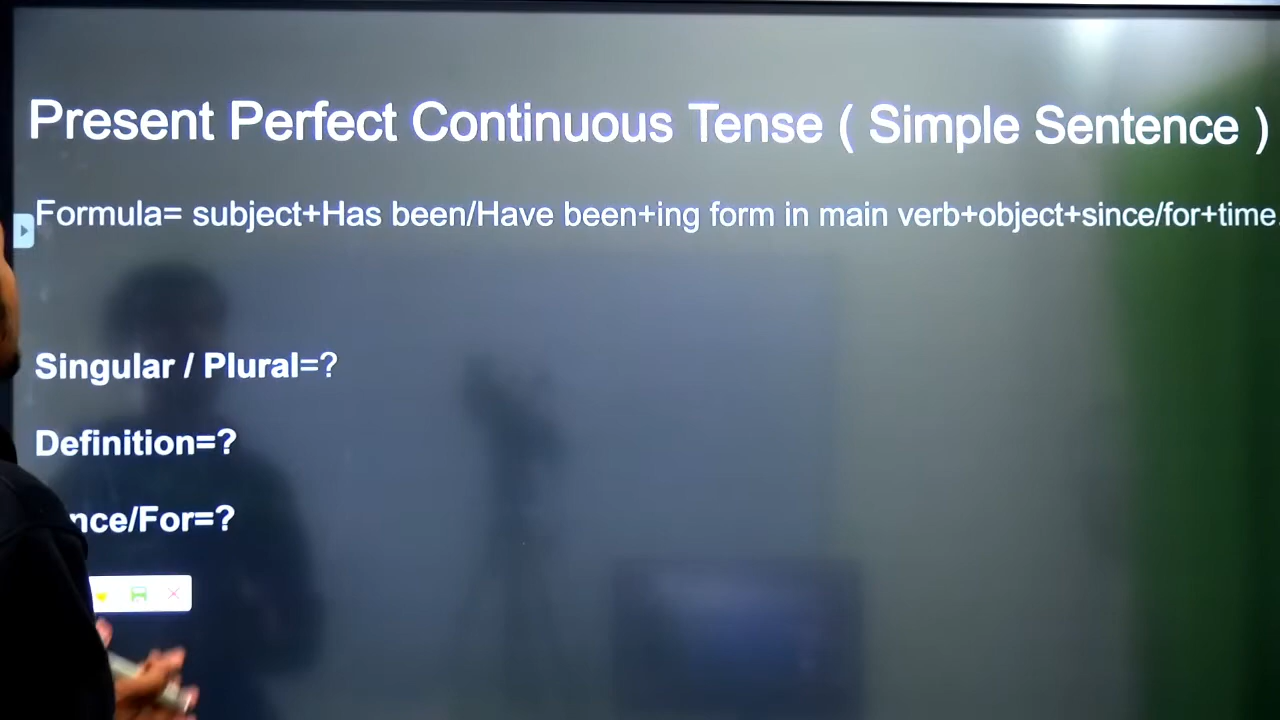 Present Perfect Continuous Tense ( Simple Sentence )
Formula= subject+Has been/Have been+ing form in main verb+object+since/for+time.
Singular / Plural=?
Definition=?
nce/For=?